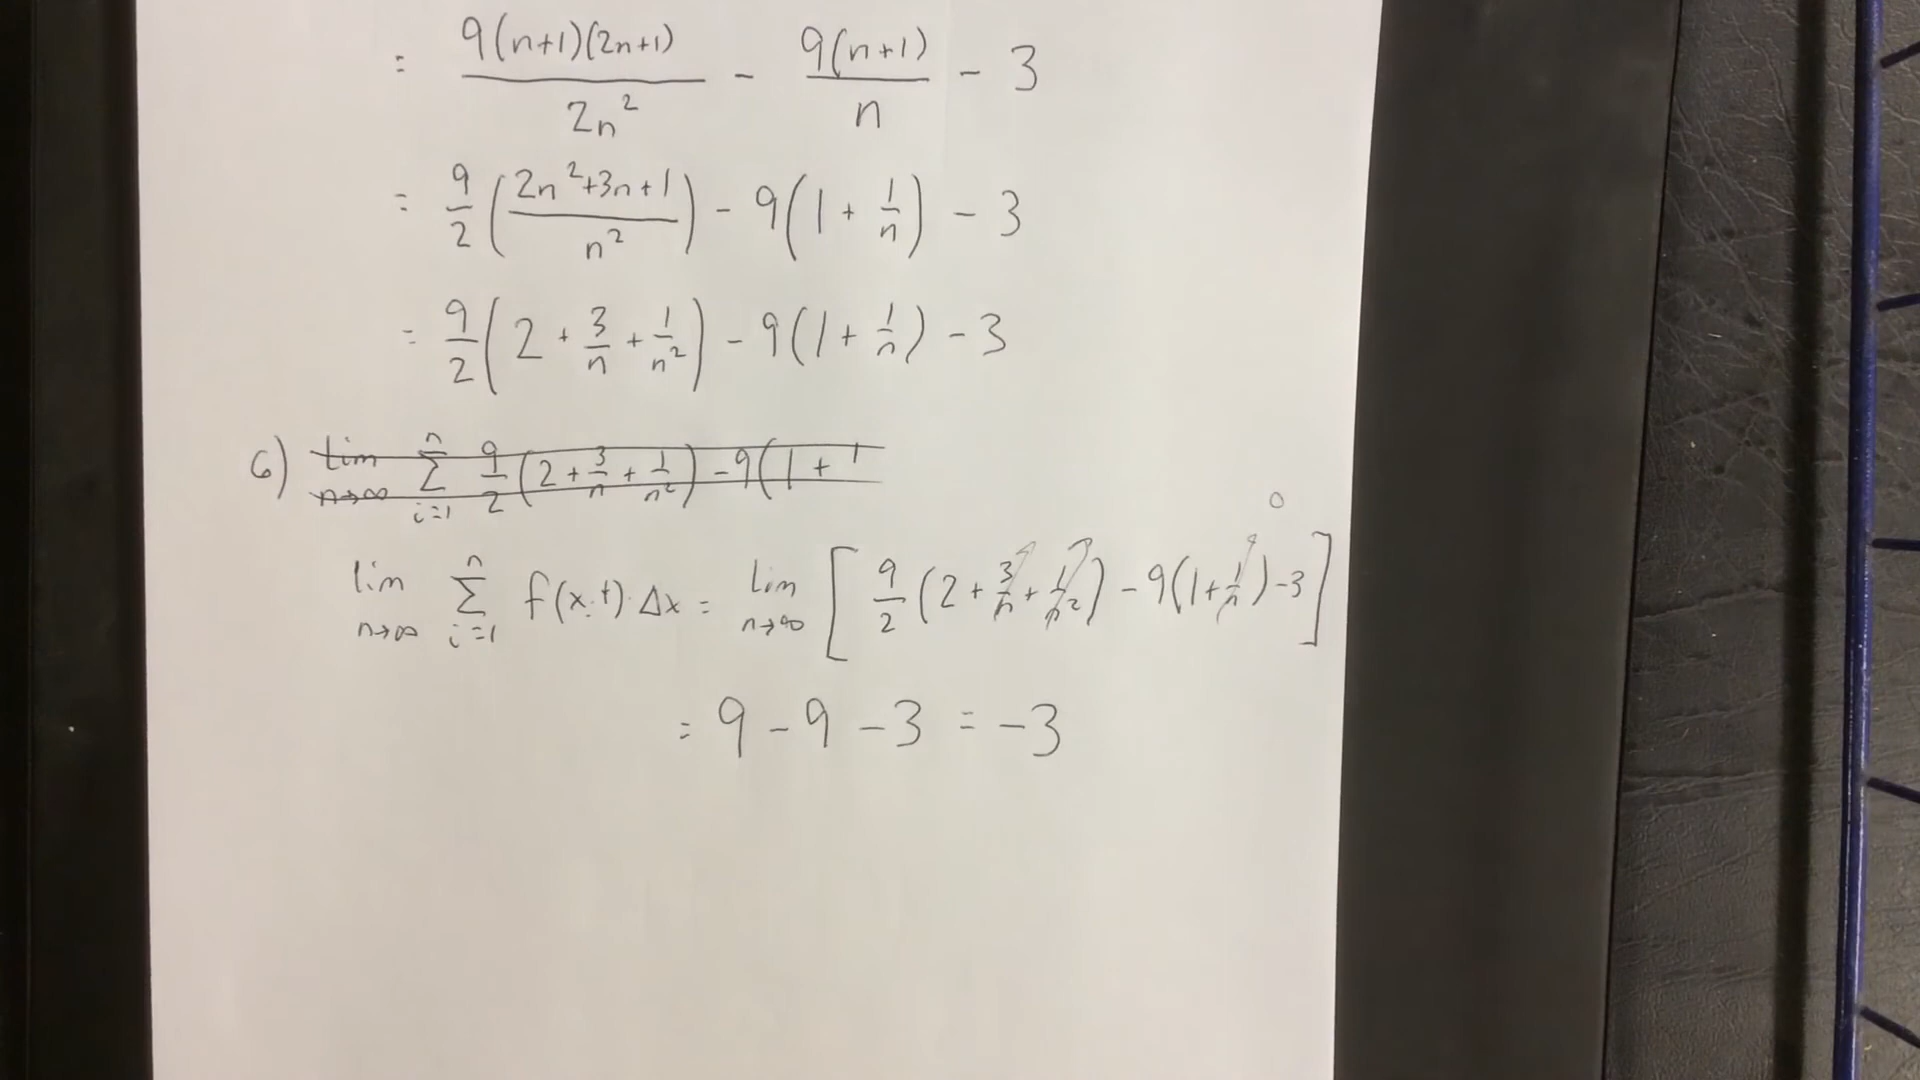 = 9(n+1)(2n+1)/2n² - 9(n+1)/n - 3
= 9/2 (2n²+3n+1/n²) - 9(1 + 1/n) - 3
= 9/2 (2 + 3/n + 1/n²) - 9(1 + 1/n) - 3
6) lim n→∞ n Σ i=1 9/2 (2 + 3/n + 1/n²) - 9(1 + 1
0
lim n→∞ n Σ i=1 f(x_i+)·Δx = lim n→∞ [9/2 (2 + 3/n + 1/n²) - 9(1 + 1/n) - 3]
= 9 - 9 - 3 = -3